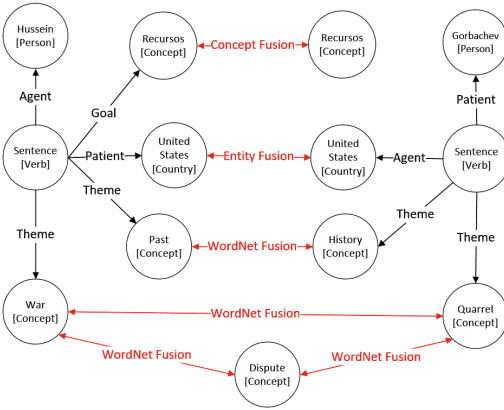 Hussein
[Person]
Recursos
[Concept]
Concept Fusion
Recursos
[Concept]
Gorbachev
[Person]
Agent
Goal
Patient
Sentence
[Verb]
Patient
United
States
[Country]
Entity Fusion
United
States
[Country]
Agent
Sentence
[Verb]
Theme
Theme
Theme
Past
[Concept]
WordNet Fusion
History
[Concept]
Theme
War
[Concept]
WordNet Fusion
Quarrel
[Concept]
WordNet Fusion
Dispute
[Concept]
WordNet Fusion